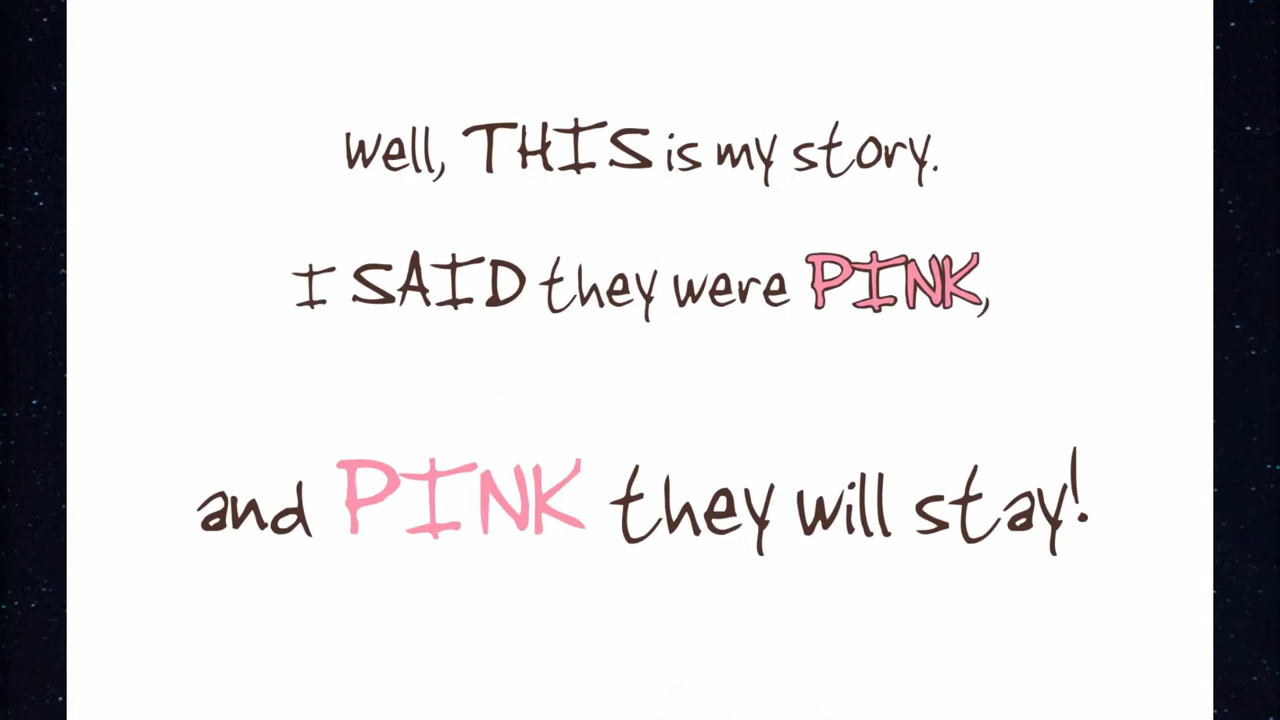 well, THIS is my story.
I SAID they were PINK,
and PINK they will stay!